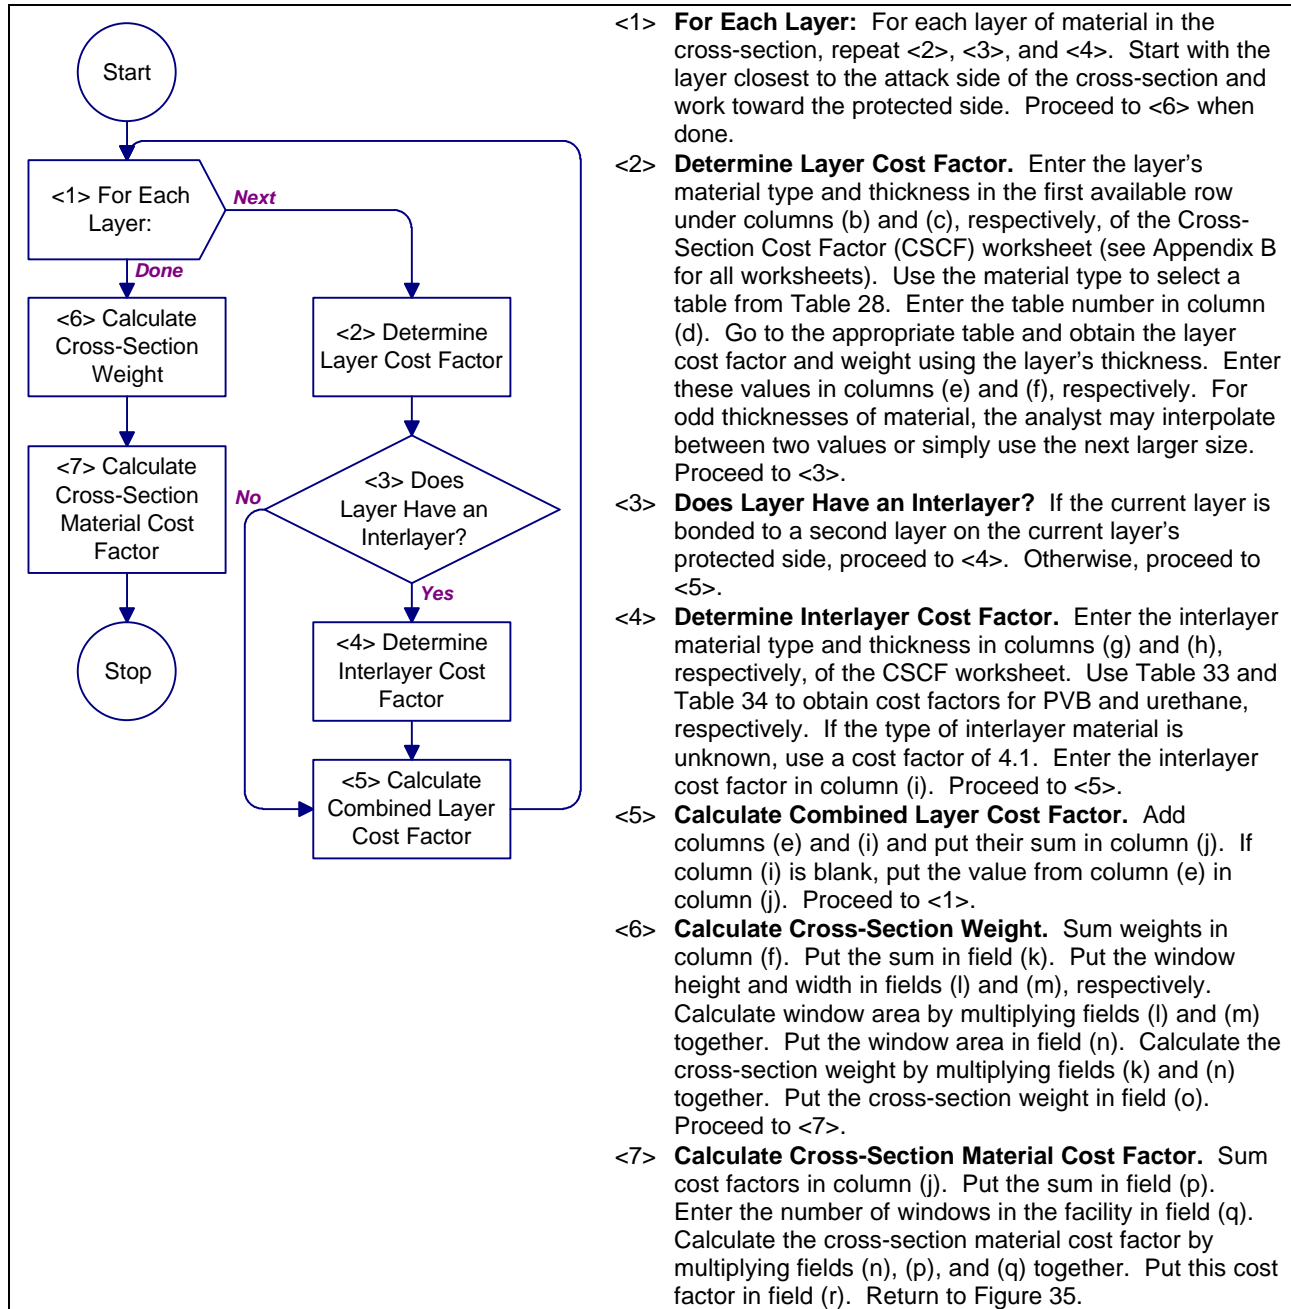 Start
<1> For Each
Layer:
Next
Done
<6> Calculate
Cross-Section
Weight
<2> Determine
Layer Cost Factor
<7> Calculate
Cross-Section
Material Cost
Factor
No
<3> Does
Layer Have an
Interlayer?
Yes
Stop
<4> Determine
Interlayer Cost
Factor
<5> Calculate
Combined Layer
Cost Factor
<1> For Each Layer: For each layer of material in the
cross-section, repeat <2>, <3>, and <4>. Start with the
layer closest to the attack side of the cross-section and
work toward the protected side. Proceed to <6> when
done.
<2> Determine Layer Cost Factor. Enter the layer's
material type and thickness in the first available row
under columns (b) and (c), respectively, of the Cross-
Section Cost Factor (CSCF) worksheet (see Appendix B
for all worksheets). Use the material type to select a
table from Table 28. Enter the table number in column
(d). Go to the appropriate table and obtain the layer
cost factor and weight using the layer's thickness. Enter
these values in columns (e) and (f), respectively. For
odd thicknesses of material, the analyst may interpolate
between two values or simply use the next larger size.
Proceed to <3>.
<3> Does Layer Have an Interlayer? If the current layer is
bonded to a second layer on the current layer's
protected side, proceed to <4>. Otherwise, proceed to
<5>.
<4> Determine Interlayer Cost Factor. Enter the interlayer
material type and thickness in columns (g) and (h),
respectively, of the CSCF worksheet. Use Table 33 and
Table 34 to obtain cost factors for PVB and urethane,
respectively. If the type of interlayer material is
unknown, use a cost factor of 4.1. Enter the interlayer
cost factor in column (i). Proceed to <5>.
<5> Calculate Combined Layer Cost Factor. Add
columns (e) and (i) and put their sum in column (j). If
column (i) is blank, put the value from column (e) in
column (j). Proceed to <1>.
<6> Calculate Cross-Section Weight. Sum weights in
column (f). Put the sum in field (k). Put the window
height and width in fields (l) and (m), respectively.
Calculate window area by multiplying fields (l) and (m)
together. Put the window area in field (n). Calculate the
cross-section weight by multiplying fields (k) and (n)
together. Put the cross-section weight in field (o).
Proceed to <7>.
<7> Calculate Cross-Section Material Cost Factor. Sum
cost factors in column (j). Put the sum in field (p).
Enter the number of windows in the facility in field (q).
Calculate the cross-section material cost factor by
multiplying fields (n), (p), and (q) together. Put this cost
factor in field (r). Return to Figure 35.